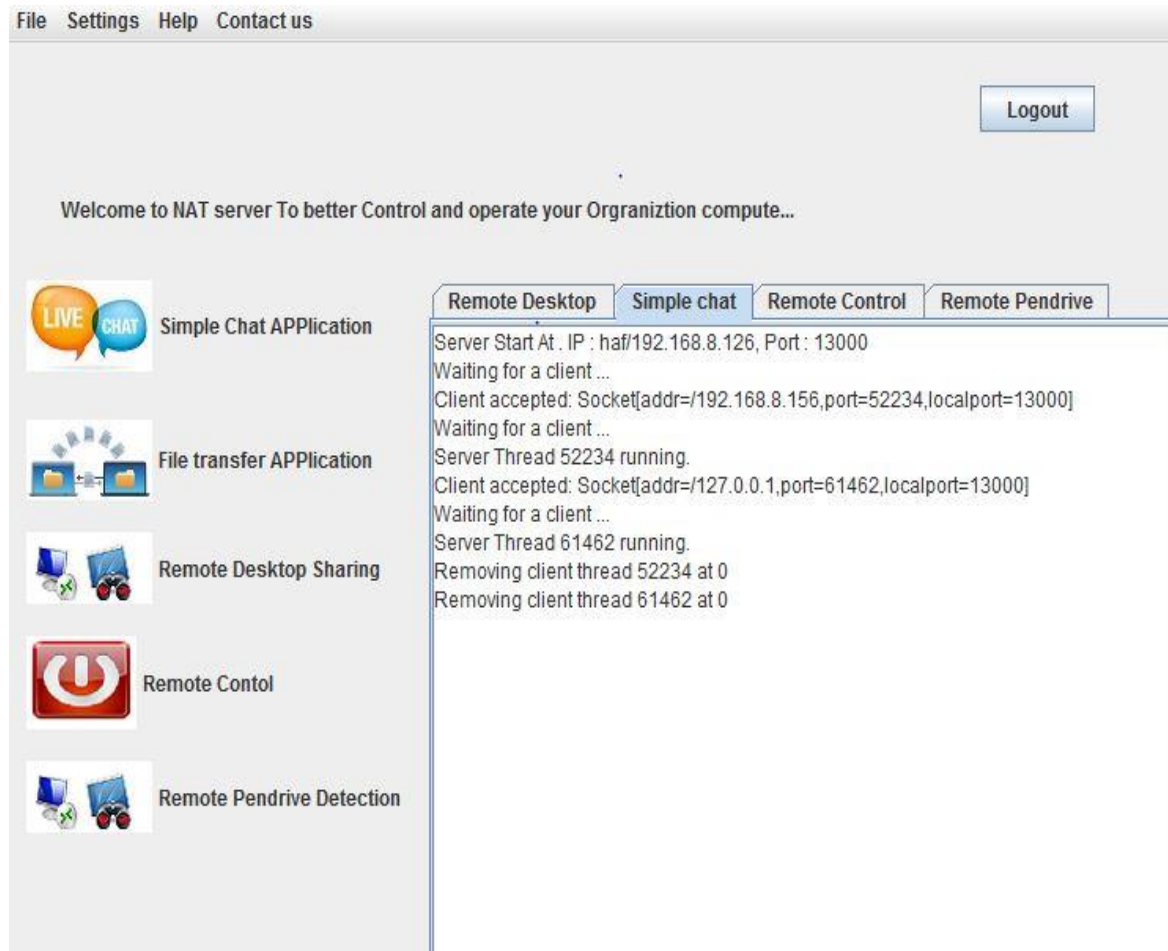 File Settings Help Contact us
Logout
Welcome to NAT server To better Control and operate your Orgraniztion compute...
LIVE CHAT
Simple Chat APPlication
File transfer APPlication
Remote Desktop Sharing
Remote Contol
Remote Pendrive Detection
Remote Desktop Simple chat Remote Control Remote Pendrive
Server Start At . IP : haf/192.168.8.126, Port : 13000
Waiting for a client ...
Client accepted: Socket[addr=/192.168.8.156,port=52234,localport=13000]
Waiting for a client ...
Server Thread 52234 running.
Client accepted: Socket[addr=/127.0.0.1,port=61462,localport=13000]
Waiting for a client ...
Server Thread 61462 running.
Removing client thread 52234 at 0
Removing client thread 61462 at 0